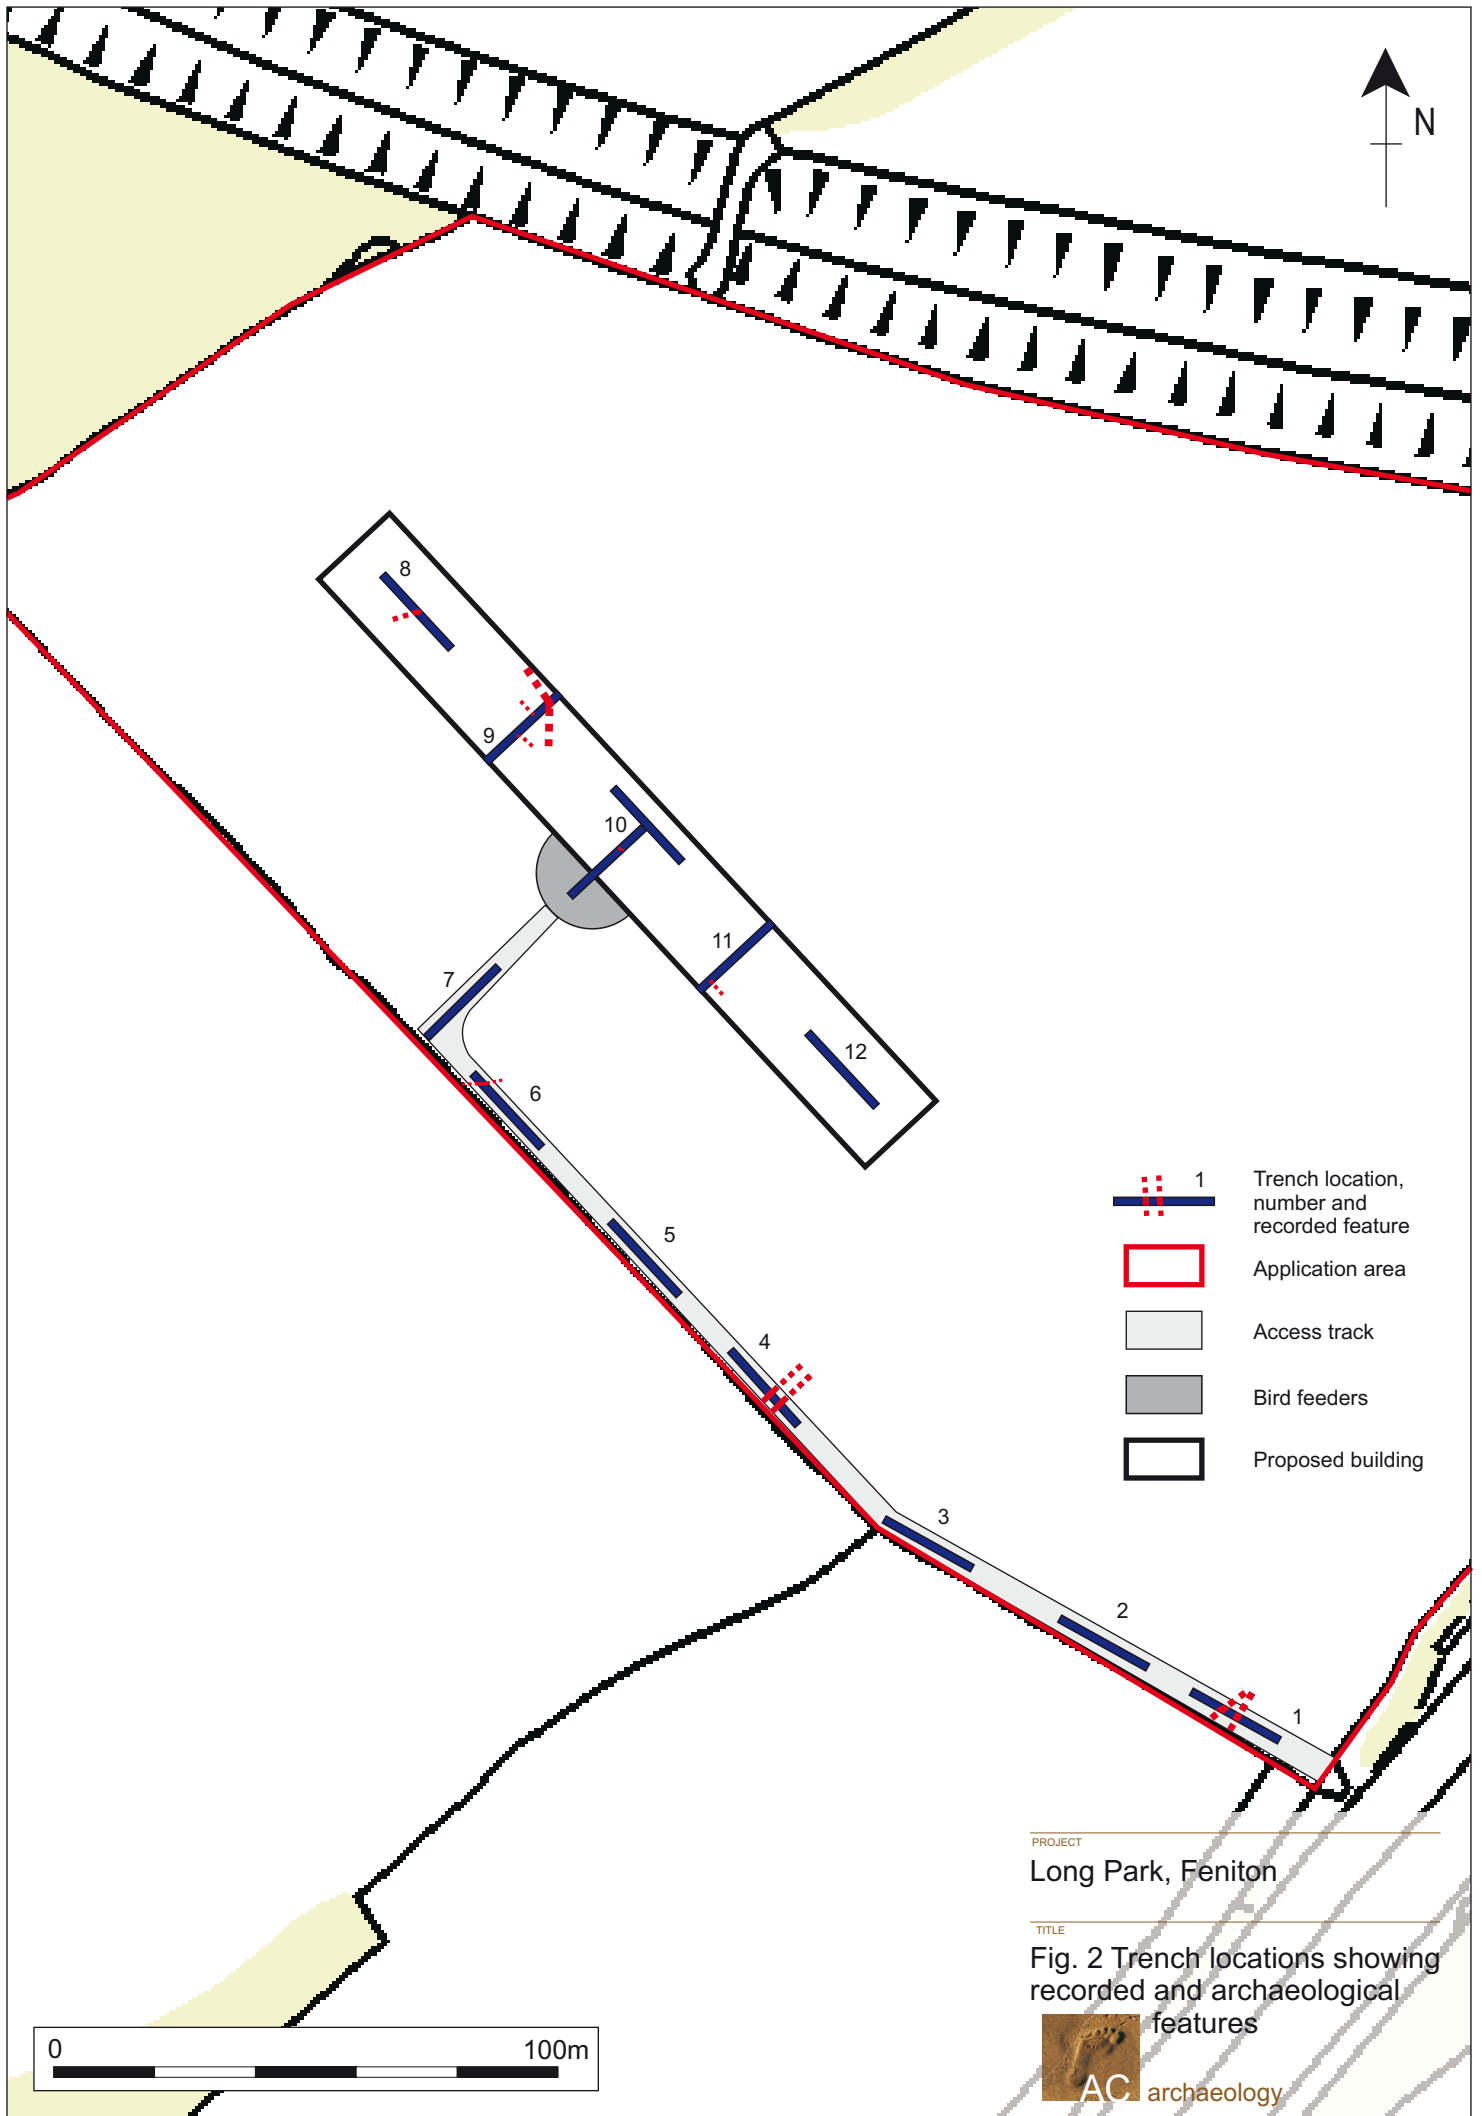 N
8
9
10
11
7
12
6
5
4
3
2
1
1
Trench location,
number and
recorded feature
Application area
Access track
Bird feeders
Proposed building
PROJECT
Long Park, Feniton
TITLE
Fig. 2 Trench locations showing
recorded and archaeological
features
0 100m
AC archaeology